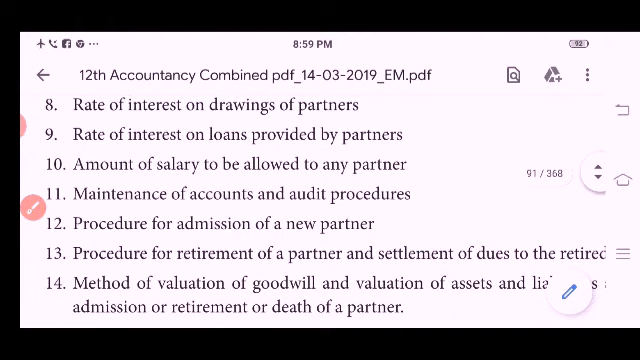 8:59 PM
92
12th Accountancy Combined pdf_14-03-2019_EM.pdf
8. Rate of interest on drawings of partners
9. Rate of interest on loans provided by partners
10. Amount of salary to be allowed to any partner
91 / 368
11. Maintenance of accounts and audit procedures
12. Procedure for admission of a new partner
13. Procedure for retirement of a partner and settlement of dues to the retired
14. Method of valuation of goodwill and valuation of assets and
admission or retirement or death of a partner.